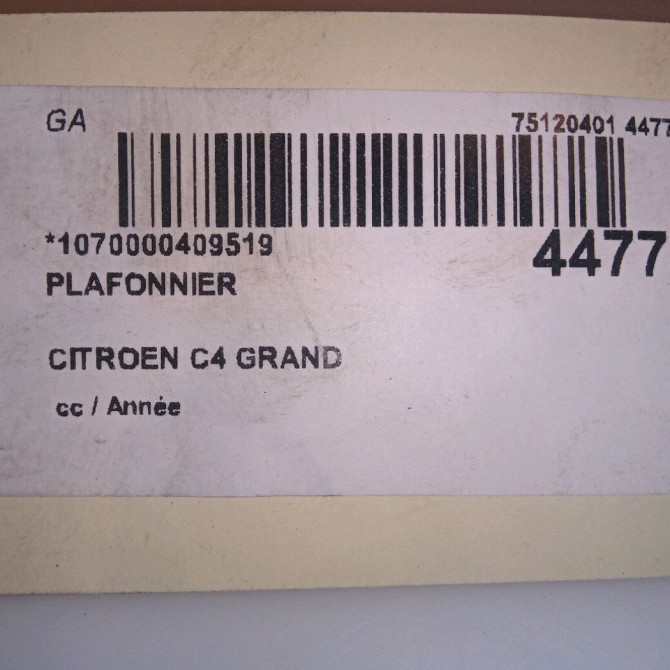 GA
75120401 4477
*1070000409519
4477
PLAFONNIER
CITROEN C4 GRAND
cc / Année